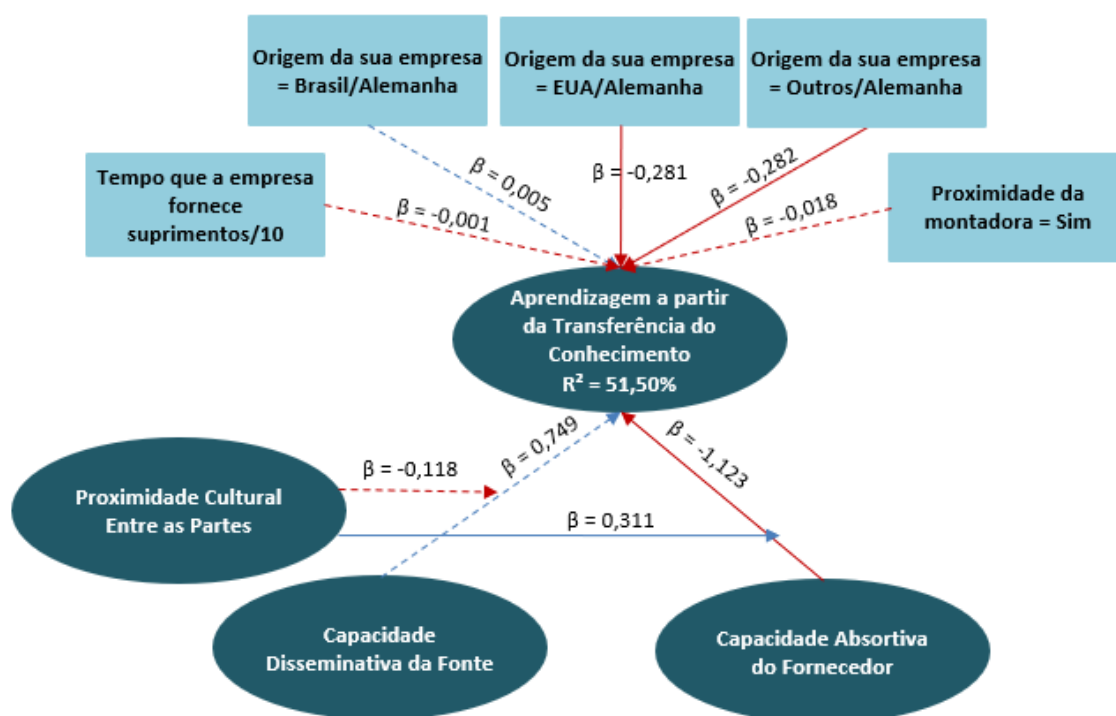 Origem da sua empresa
= Brasil/Alemanha
Origem da sua empresa
= EUA/Alemanha
Origem da sua empresa
= Outros/Alemanha
Tempo que a empresa
fornece
suprimentos/10
Proximidade da
montadora = Sim
β = 0,005
β = -0,281
β = -0,282
β = -0,001
β = -0,018
Aprendizagem a partir
da Transferência do
Conhecimento
R² = 51,50%
β = -0,118
β = 0,749
β = -1,123
β = 0,311
Proximidade Cultural
Entre as Partes
Capacidade
Disseminativa da Fonte
Capacidade Absortiva
do Fornecedor